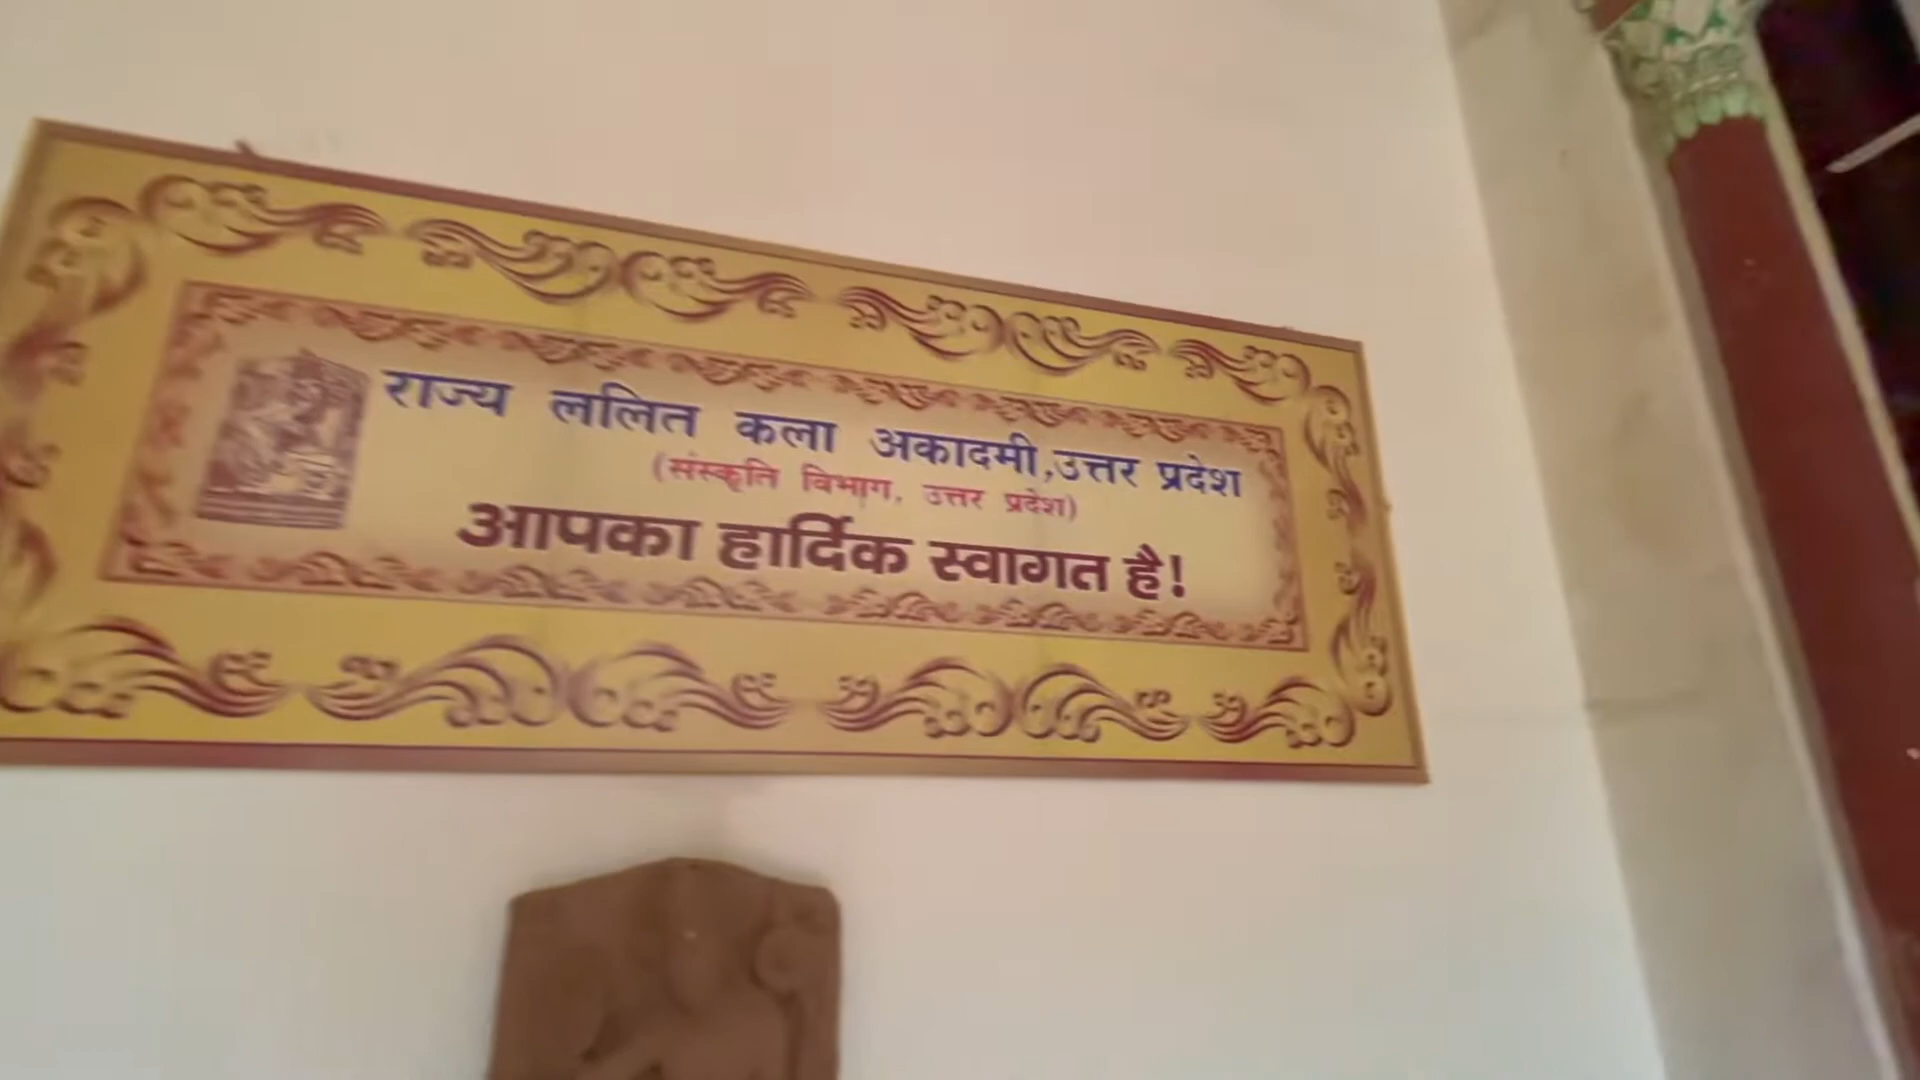 राज्य ललित कला अकादमी,उत्तर प्रदेश
(संस्कृति विभाग, उत्तर प्रदेश)
आपका हार्दिक स्वागत है!